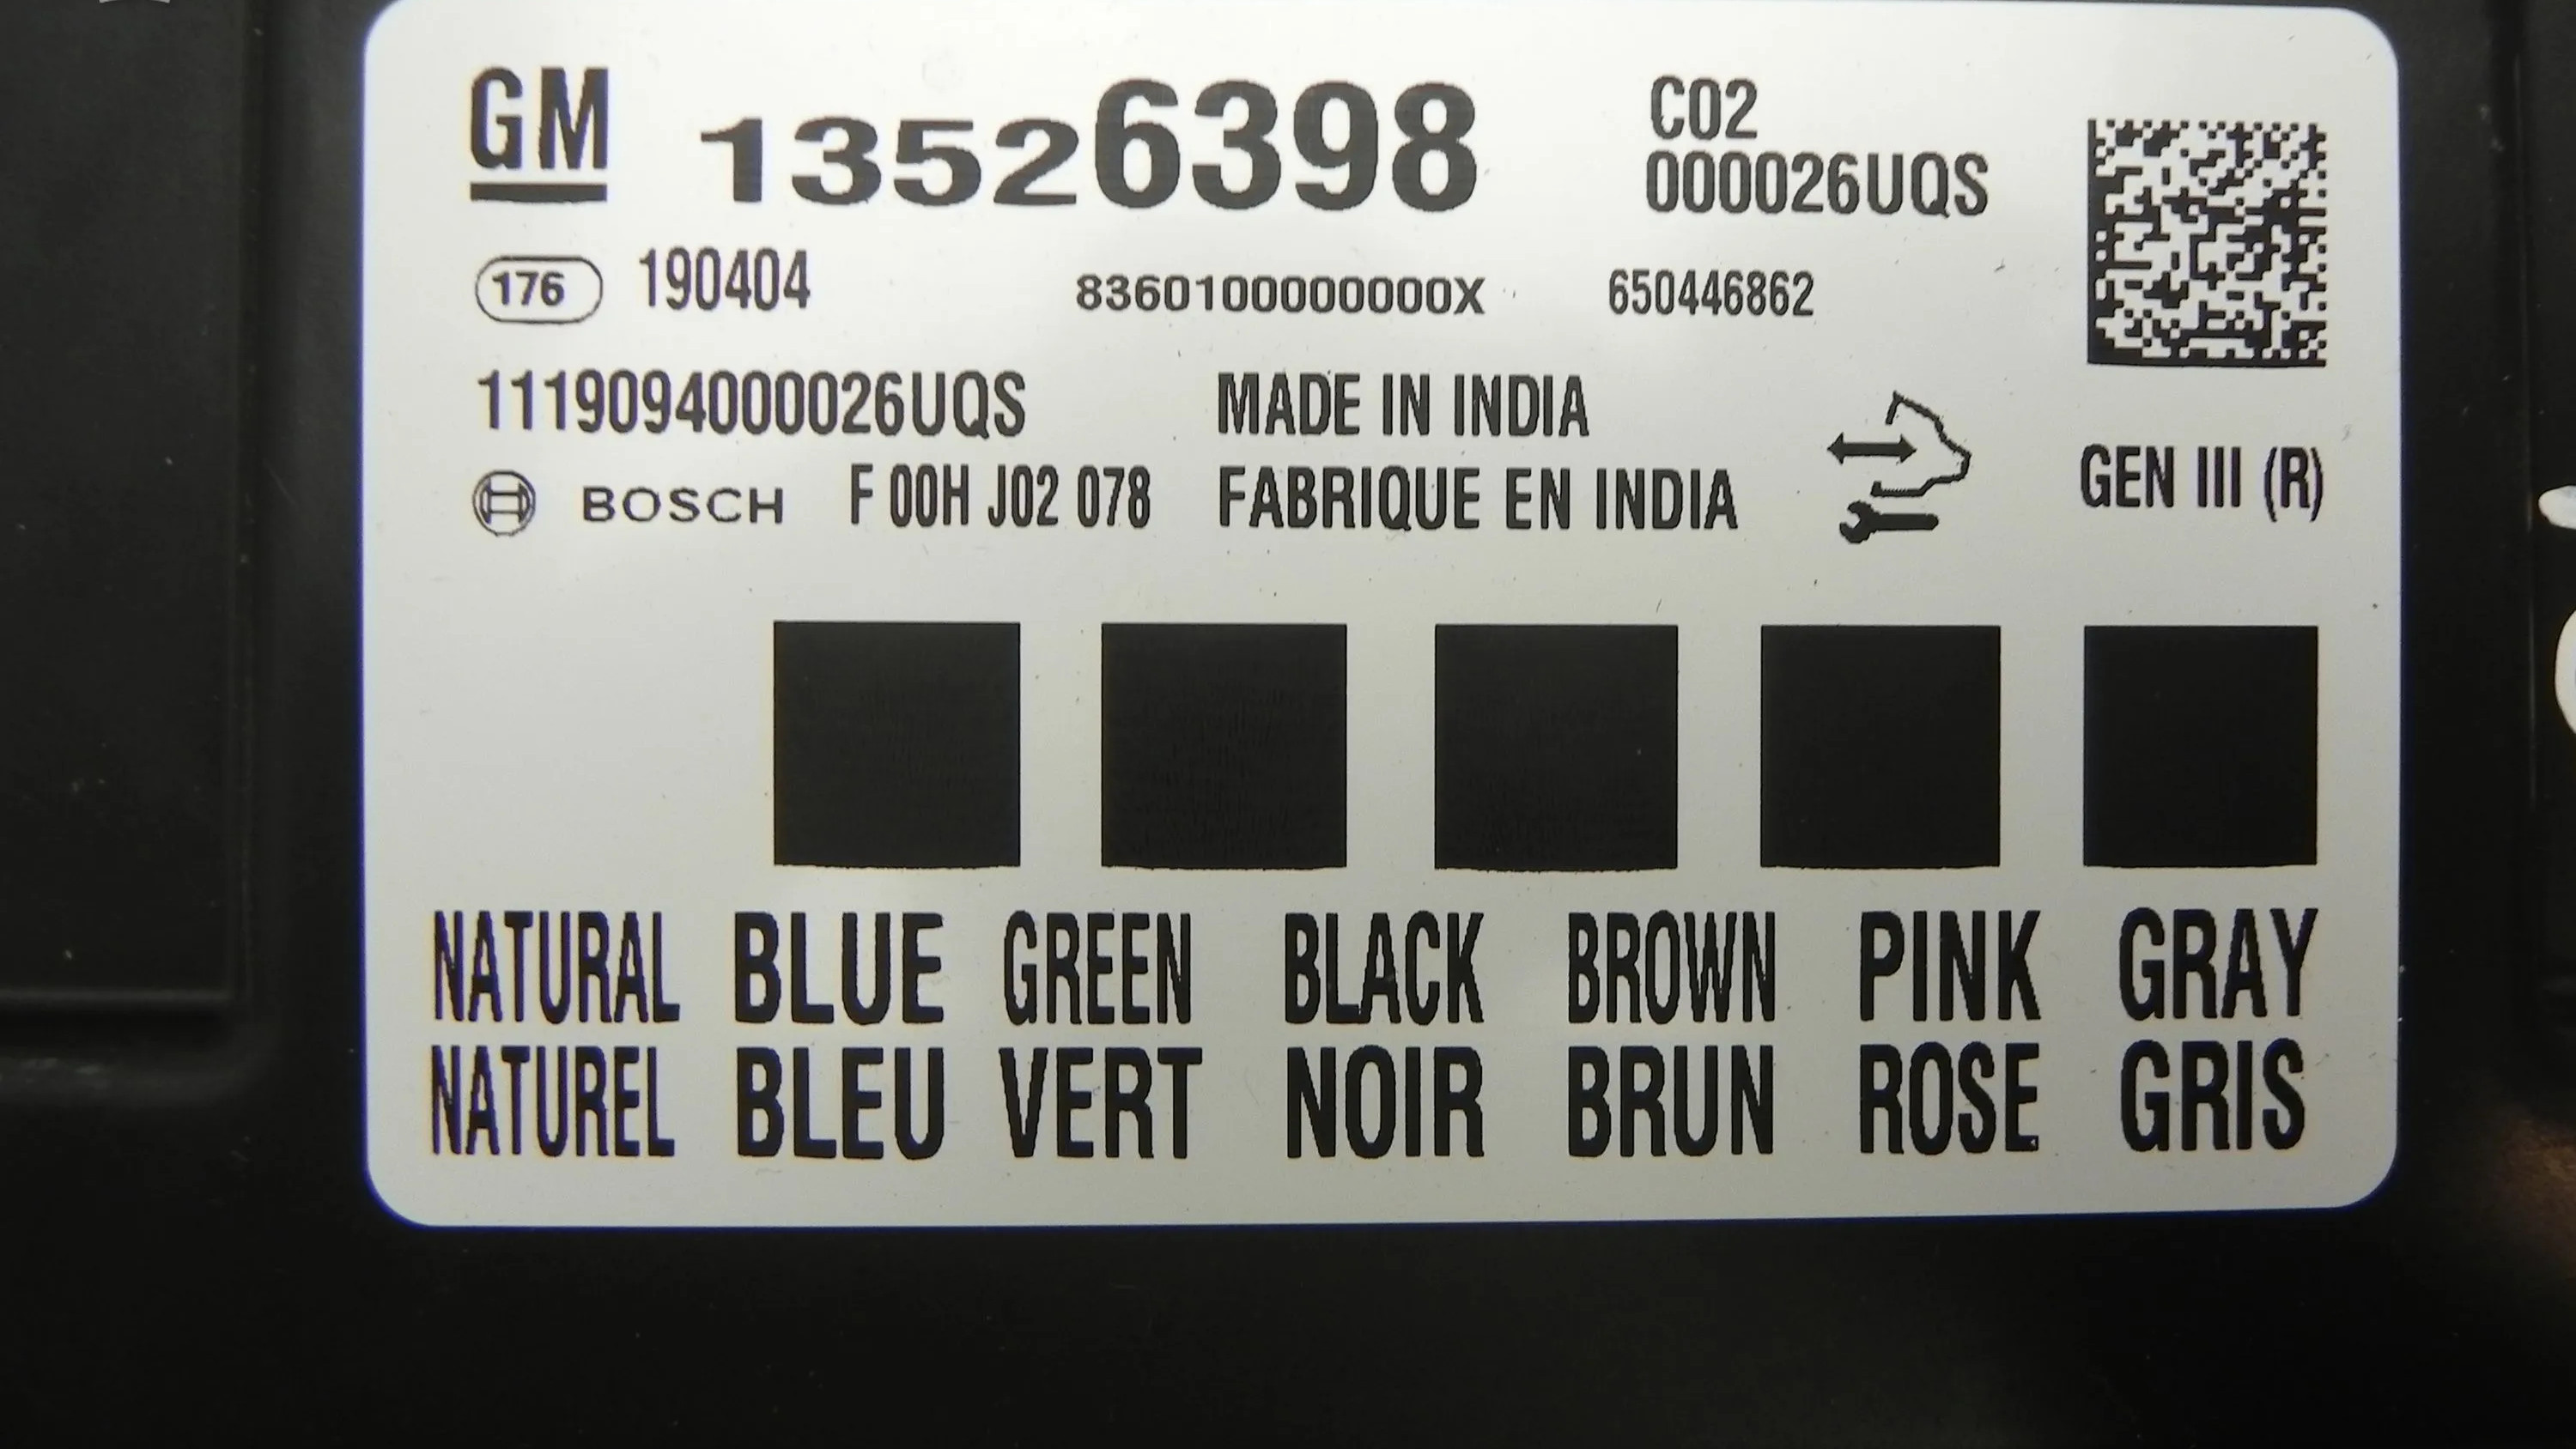 GM 13526398 C02
000026UQS
176 190404 8360100000000X 650446862
1119094000026UQS MADE IN INDIA
BOSCH F 00H J02 078 FABRIQUE EN INDIA GEN III (R)
NATURAL BLUE GREEN BLACK BROWN PINK GRAY
NATUREL BLEU VERT NOIR BRUN ROSE GRIS